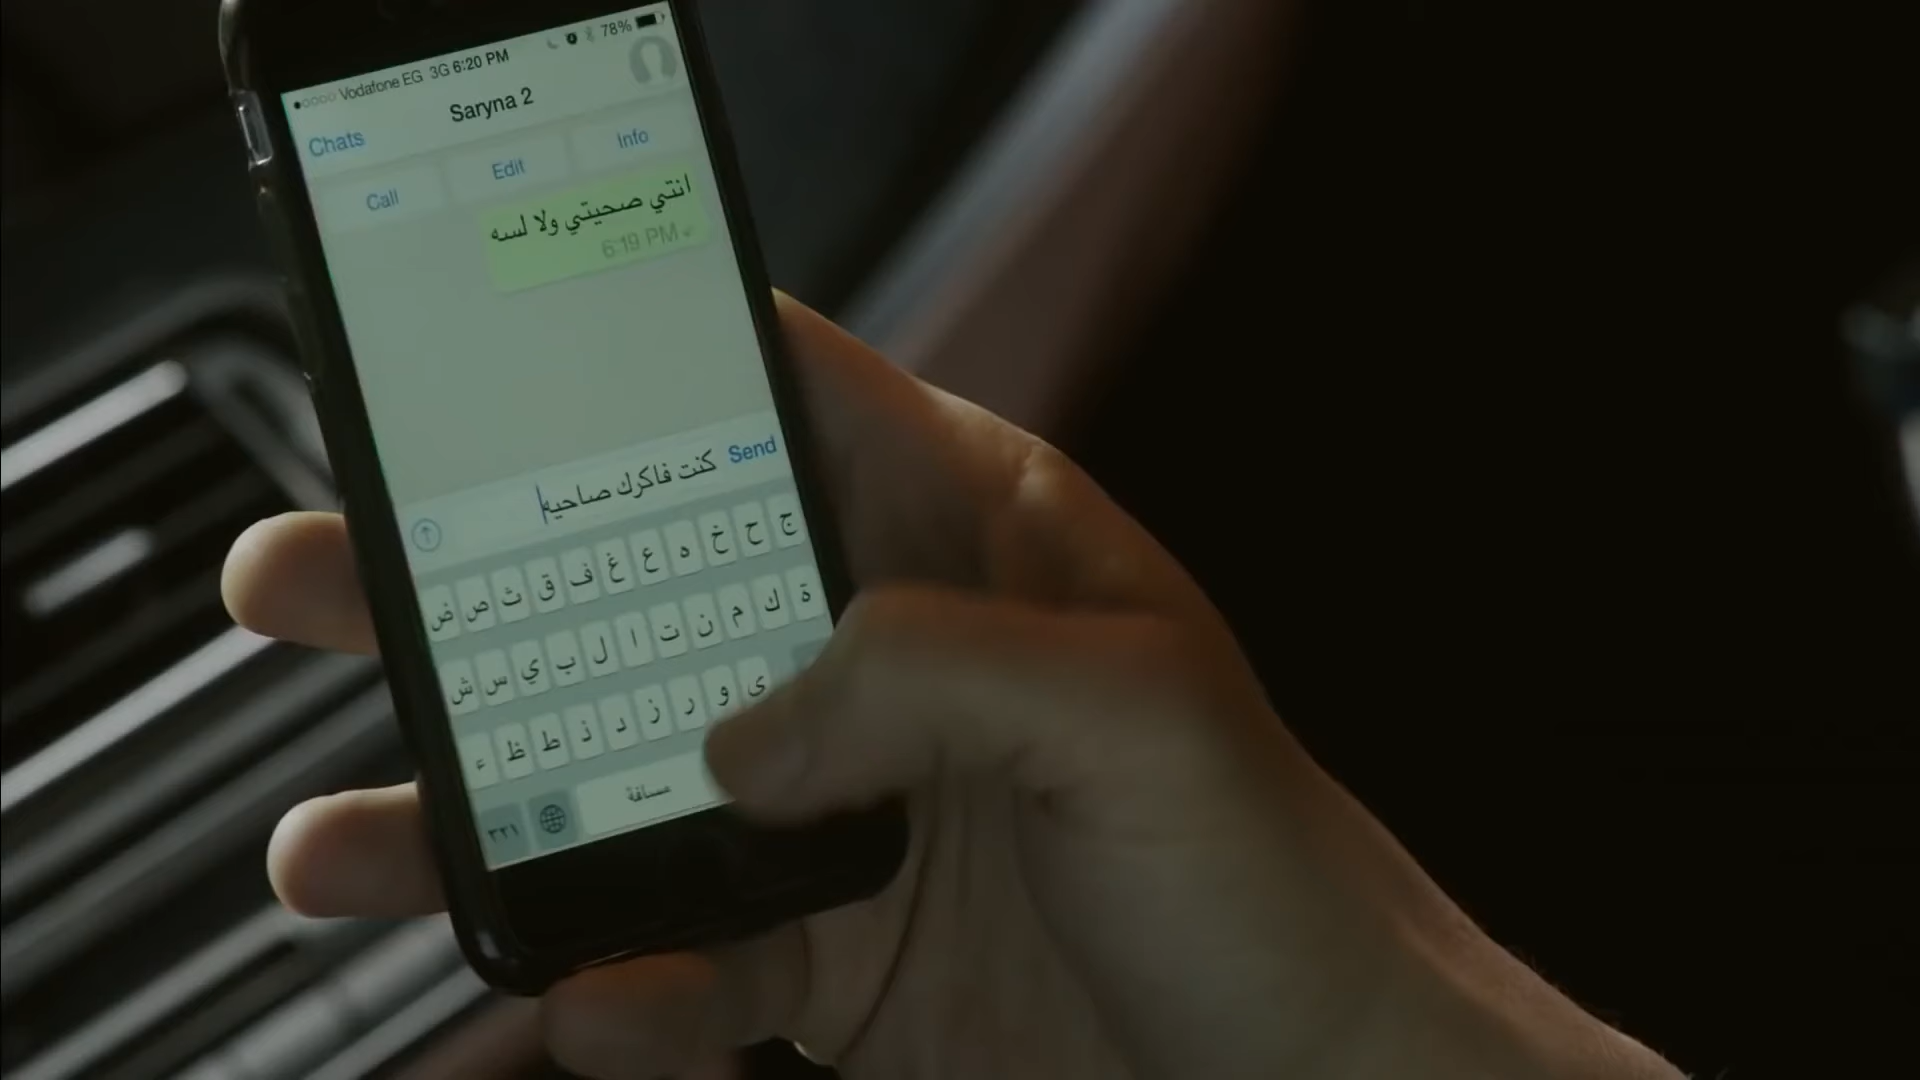 Vodafone EG 3G 6:20 PM 78%
Chats Saryna 2
Call Edit Info
انتي صحيتي ولا لسه
6:19 PM
كنت فاكرك صاحيه Send
ض ص ث ق ف غ ع ه خ ح ج
ش س ي ب ل ا ت ن م ك ة
ء ظ ط ذ د ز ر و ى
٣٢١ مسافة